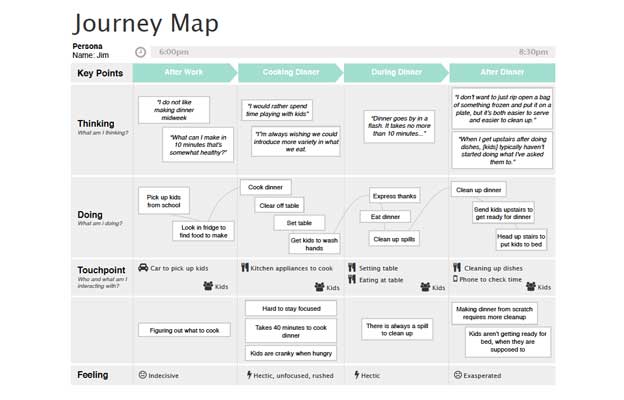 Journey Map
Persona
Name: Jim
6:00pm
8:30pm
Key Points
After Work
Cooking Dinner
During Dinner
After Dinner
Thinking
What am I thinking?
"I do not like
making dinner
midweek
"What can I make in
10 minutes that's
somewhat healthy?"
"I would rather spend
time playing with kids"
"I'm always wishing we could
introduce more variety in what
we eat.
"Dinner goes by in a
flash. It takes no more
than 10 minutes..."
"I don't want to just rip open a bag
of something frozen and put it on a
plate, but it's both easier to serve
and easier to clean up."
"When I get upstairs after doing
dishes, [kids] typically haven't
started doing what I've asked
them to."
Doing
What am I doing?
Pick up kids
from school
Look in fridge to
find food to make
Cook dinner
Clear off table
Set table
Get kids to wash
hands
Express thanks
Eat dinner
Clean up spills
Clean up dinner
Send kids upstairs to
get ready for dinner
Head up stairs to
put kids to bed
Touchpoint
Who and what am I
interacting with?
Car to pick up kids
Kids
Kitchen appliances to cook
Kids
Setting table
Eating at table
Kids
Cleaning up dishes
Phone to check time
Kids
Figuring out what to cook
Hard to stay focused
Takes 40 minutes to cook
dinner
Kids are cranky when hungry
There is always a spill
to clean up
Making dinner from scratch
requires more cleanup
Kids aren't getting ready for
bed, when they are
supposed to
Feeling
Indecisive
Hectic, unfocused, rushed
Hectic
Exasperated